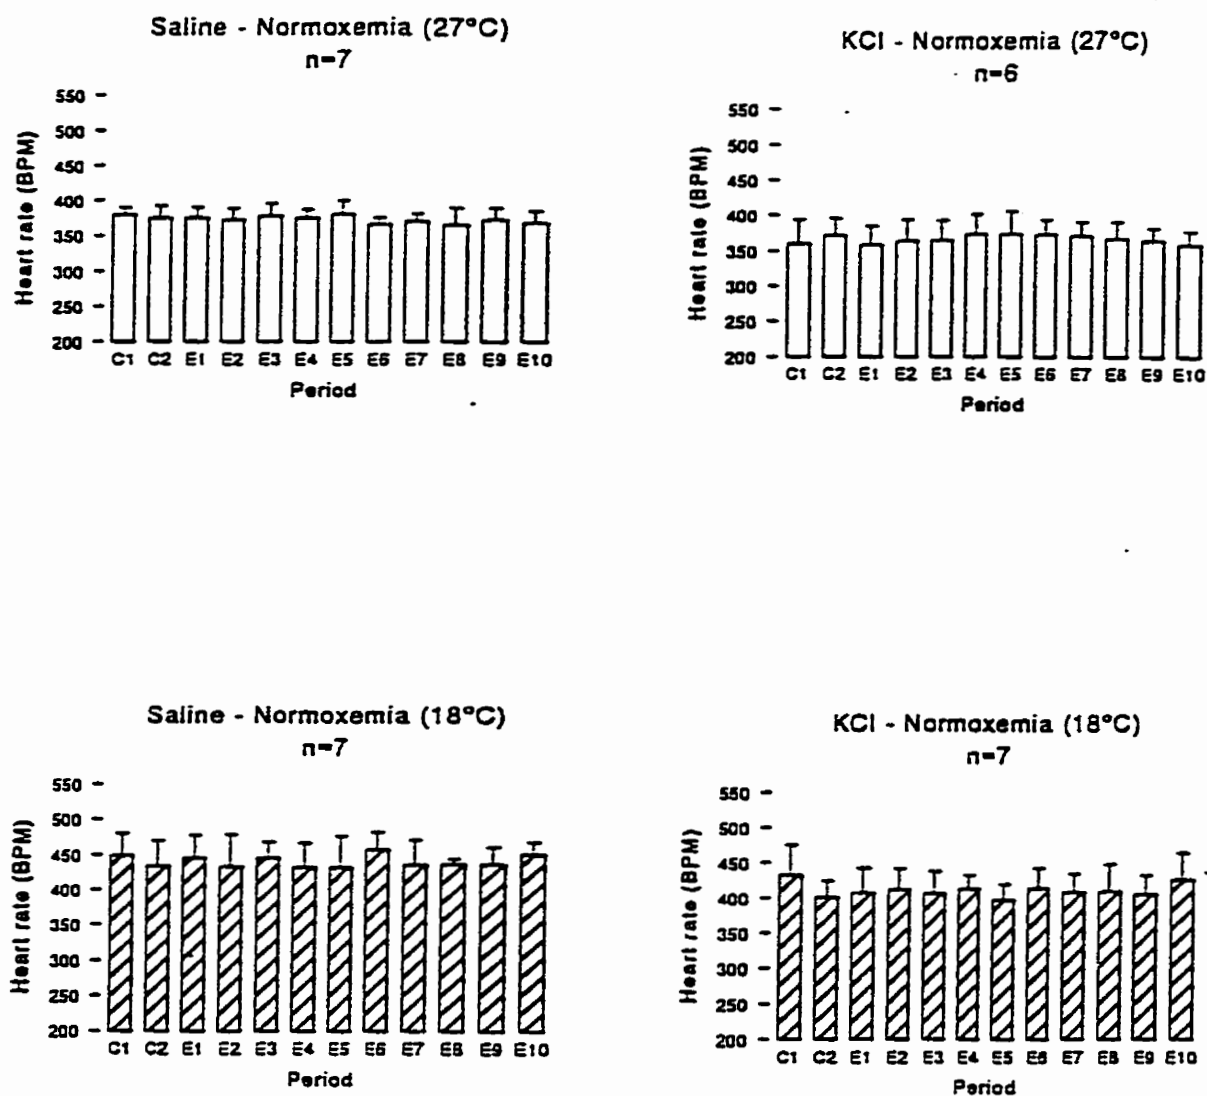 Saline - Normoxemia (27°C)
n=7
Heart rate (BPM)
550
500
450
400
350
300
250
200
C1 C2 E1 E2 E3 E4 E5 E6 E7 E8 E9 E10
Period
KCl - Normoxemia (27°C)
n=6
Heart rate (BPM)
550
500
450
400
350
300
250
200
C1 C2 E1 E2 E3 E4 E5 E6 E7 E8 E9 E10
Period
Saline - Normoxemia (18°C)
n=7
Heart rate (BPM)
550
500
450
400
350
300
250
200
C1 C2 E1 E2 E3 E4 E5 E6 E7 E8 E9 E10
Period
KCl - Normoxemia (18°C)
n=7
Heart rate (BPM)
550
500
450
400
350
300
250
200
C1 C2 E1 E2 E3 E4 E5 E6 E7 E8 E9 E10
Period